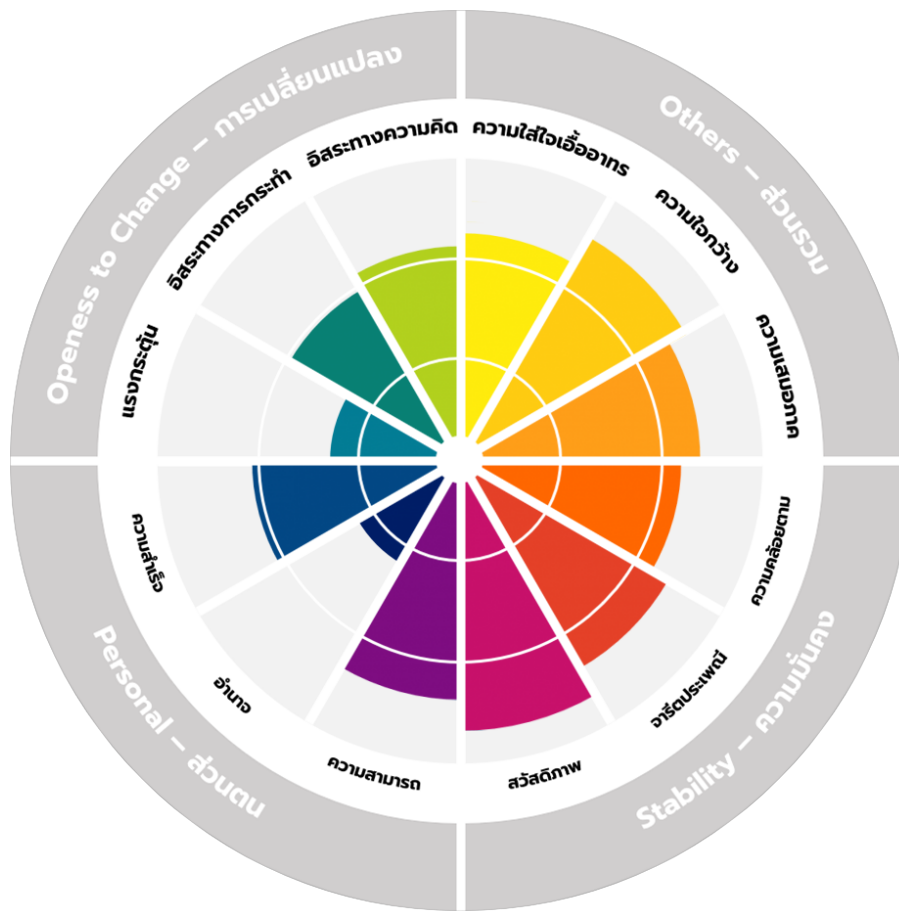 Openess to Change – การเปลี่ยนแปลง
Others – ส่วนรวม
อิสระทางความคิด
ความใส่ใจเอื้ออาทร
อิสระทางการกระทำ
ความใจกว้าง
แรงกระตุ้น
ความเสมอภาค
ความสำเร็จ
ความคล้อยตาม
อำนาจ
จารีตประเพณี
ความสามารถ
สวัสดิภาพ
Personal – ส่วนตน
Stability – ความมั่นคง